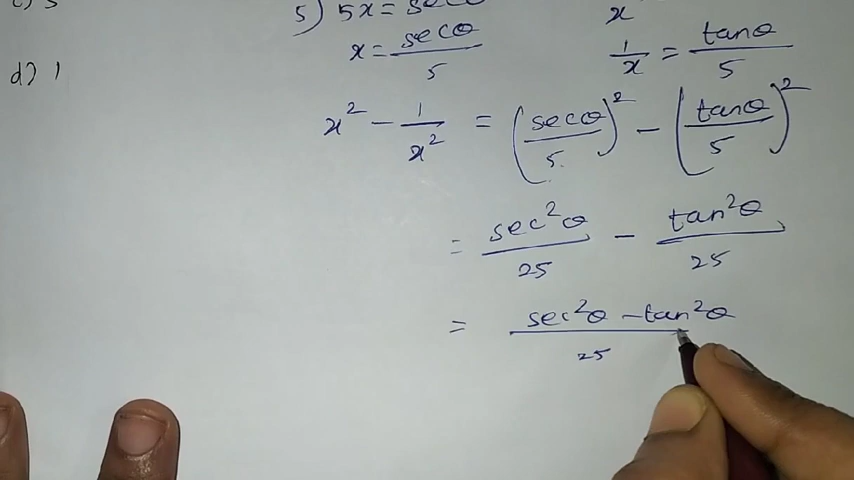 5) 5x = secθ
x = secθ/5
1/x = tanθ/5
d) 1
x² - 1/x² = (secθ/5)² - (tanθ/5)²
= sec²θ/25 - tan²θ/25
= sec²θ - tan²θ/25